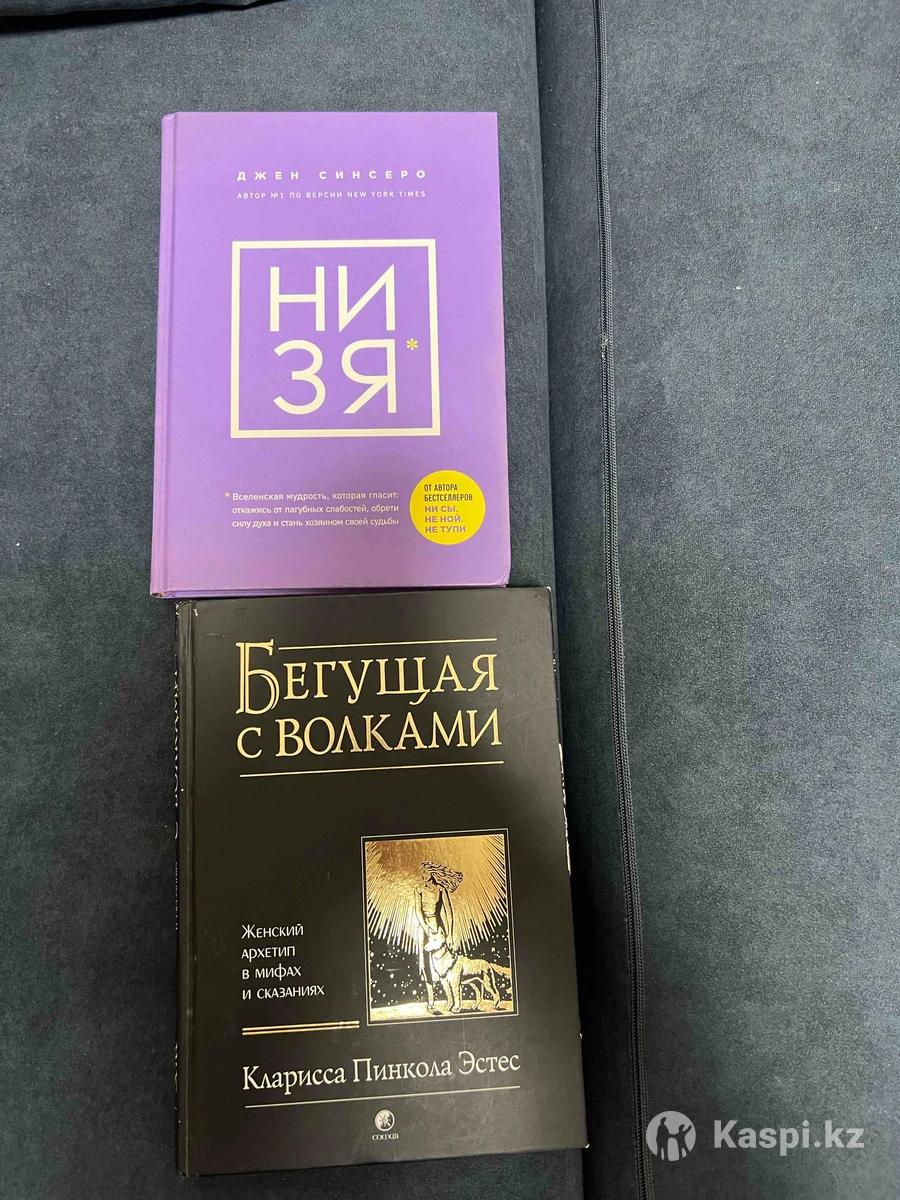 ДЖЕН СИНСЕРО
АВТОР №1 ПО ВЕРСИИ NEW YORK TIMES
НИ
ЗЯ*
* Вселенская мудрость, которая гласит:
откажись от пагубных слабостей, обрети
силу духа и стань хозяином своей судьбы
ОТ АВТОРА
БЕСТСЕЛЛЕРОВ
НИ СЫ,
НЕ НОЙ,
НЕ ТУПИ
БЕГУЩАЯ
С ВОЛКАМИ
ЖЕНСКИЙ
АРХЕТИП
В МИФАХ
И СКАЗАНИЯХ
Кларисса Пинкола Эстес
СОФИЯ
Kaspi.kz